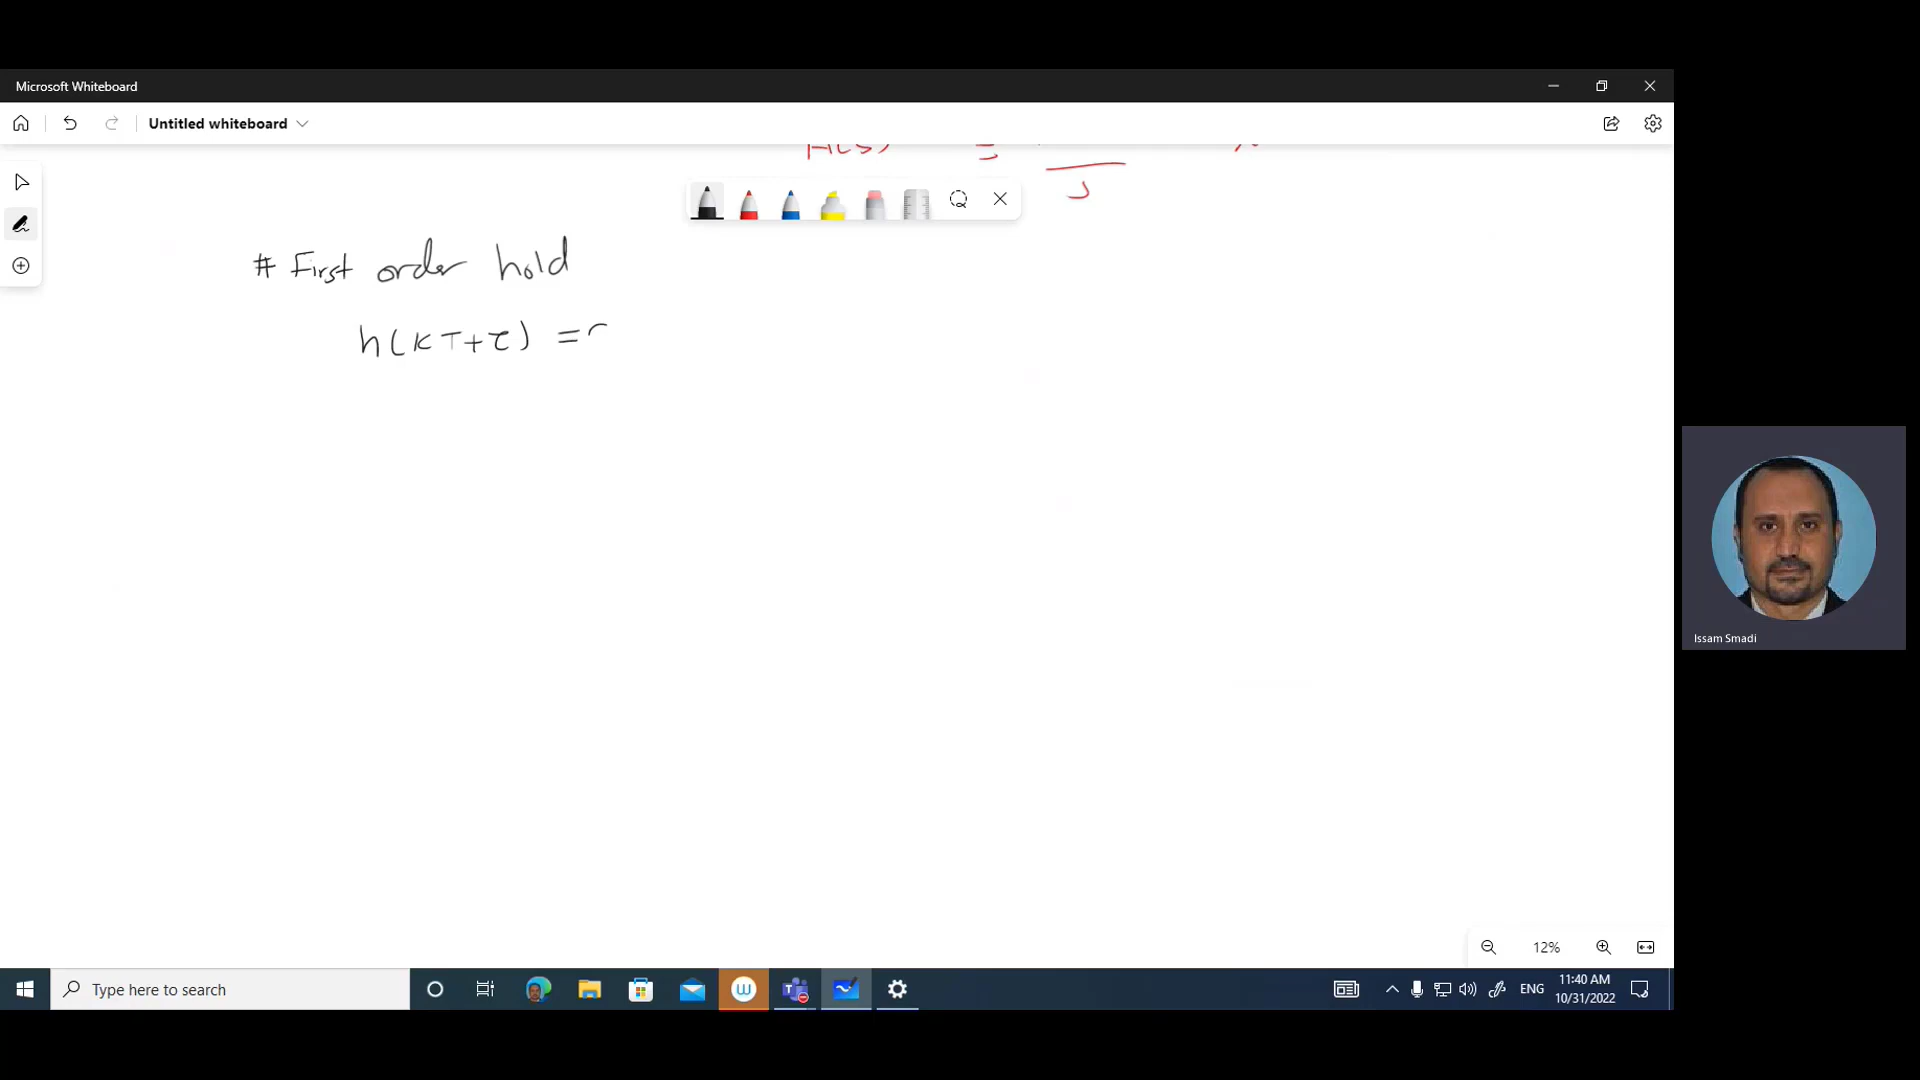 Microsoft Whiteboard
Untitled whiteboard
H(s) =
s
# First order hold
h(KT+τ) =
Issam Smadi
12%
Type here to search
ENG
11:40 AM
10/31/2022